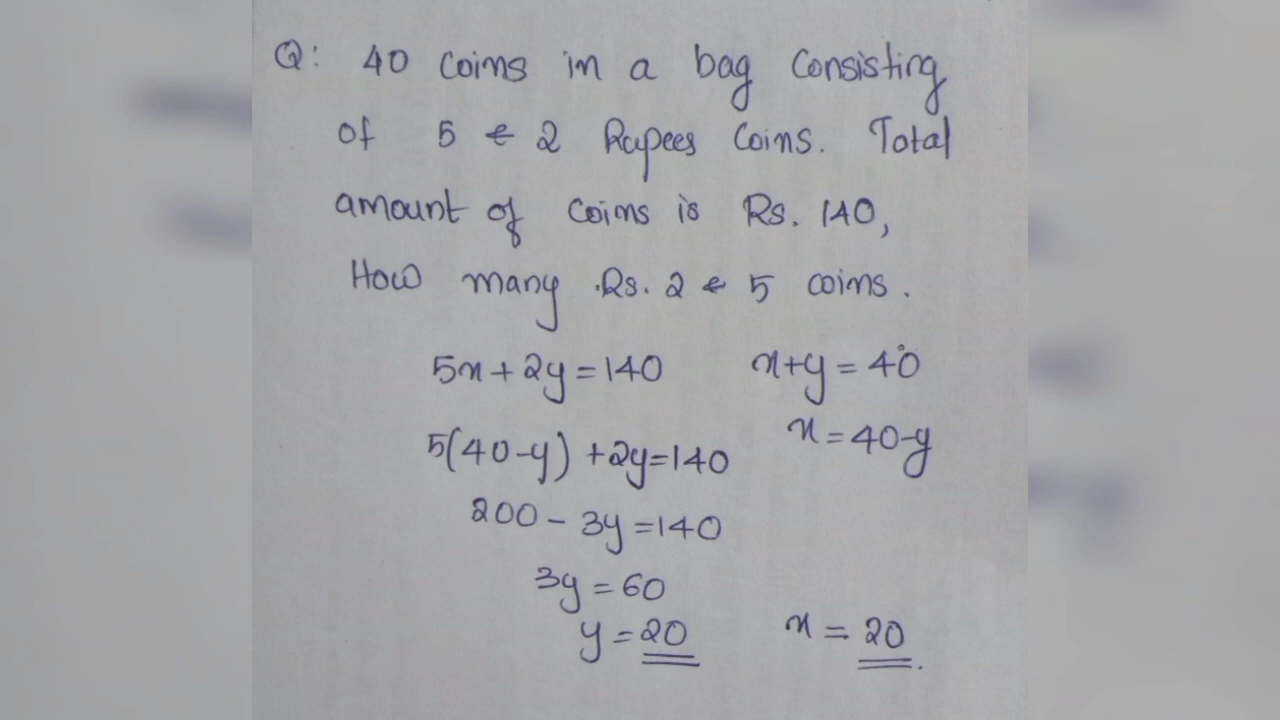 Q: 40 coins in a bag consisting
of 5 & 2 Rupees coins. Total
amount of coins is Rs. 140,
How many Rs. 2 & 5 coins.
5x + 2y = 140 x+y = 40
x = 40-y
5(40-y) +2y=140
200 - 3y =140
3y = 60
y = 20 x = 20.